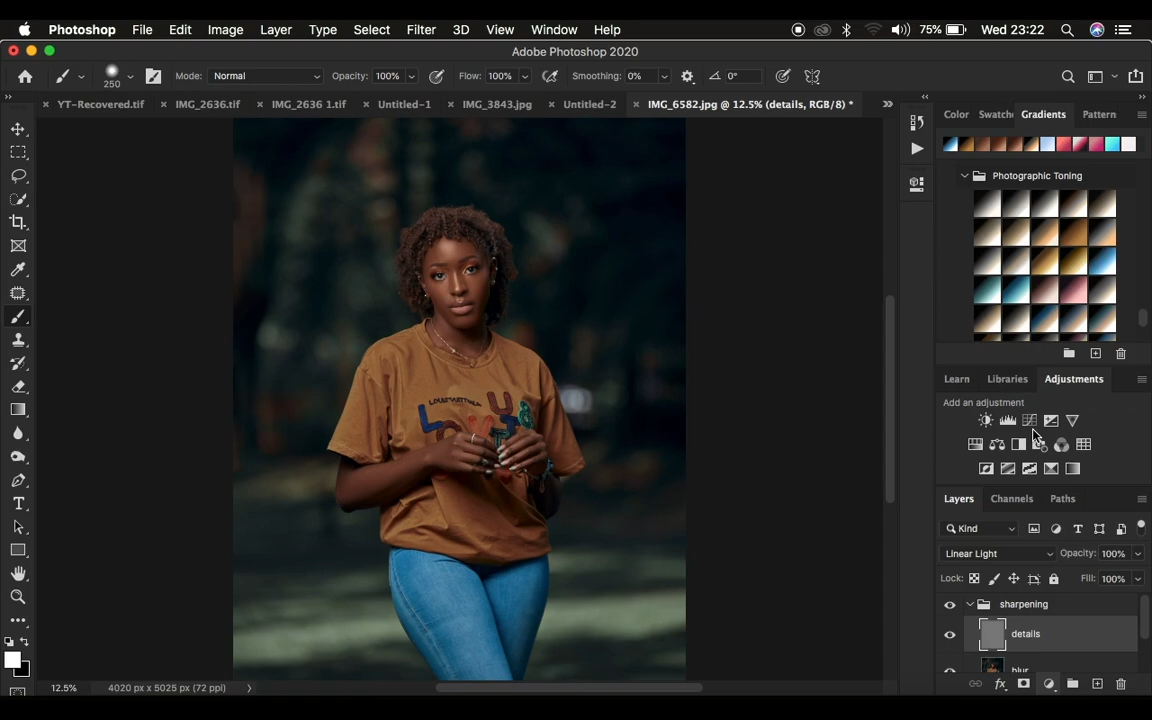 Photoshop File Edit Image Layer Type Select Filter 3D View Window Help 75% Wed 23:22
Adobe Photoshop 2020
250 Mode: Normal Opacity: 100% Flow: 100% Smoothing: 0% 0°
YT-Recovered.tif IMG_2636.tif IMG_2636 1.tif Untitled-1 IMG_3843.jpg Untitled-2 IMG_6582.jpg @ 12.5% (details, RGB/8) *
Color Swatche Gradients Pattern
Photographic Toning
Learn Libraries Adjustments
Add an adjustment
Layers Channels Paths
Kind
Linear Light Opacity: 100%
Lock: Fill: 100%
sharpening
details
blur
12.5% 4020 px x 5025 px (72 ppi)